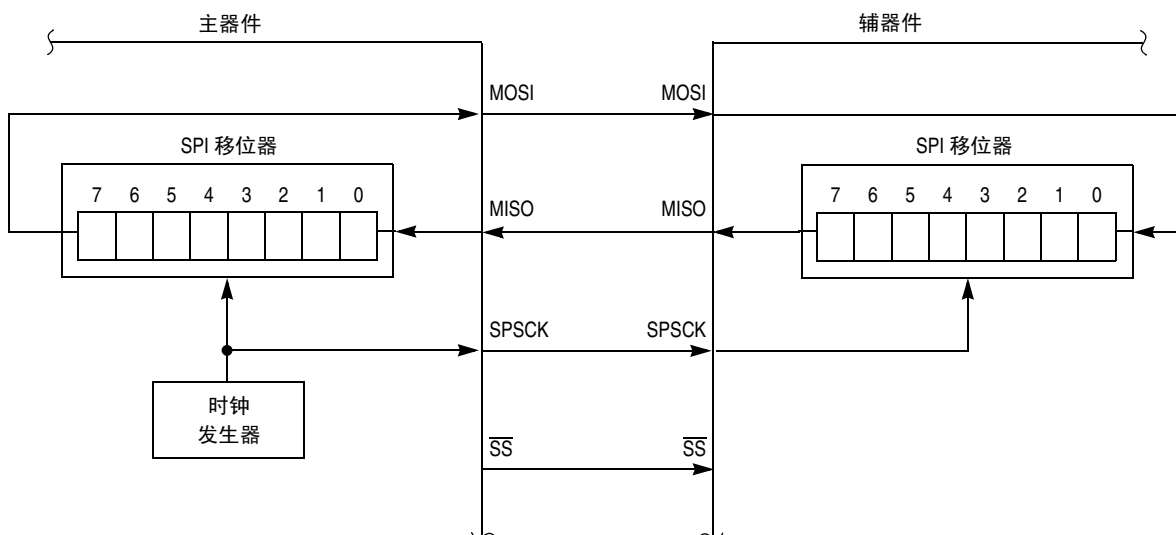 主器件 辅器件
MOSI MOSI
SPI 移位器 SPI 移位器
7 6 5 4 3 2 1 0 7 6 5 4 3 2 1 0
MISO MISO
SPSCK SPSCK
时钟
发生器
SS SS